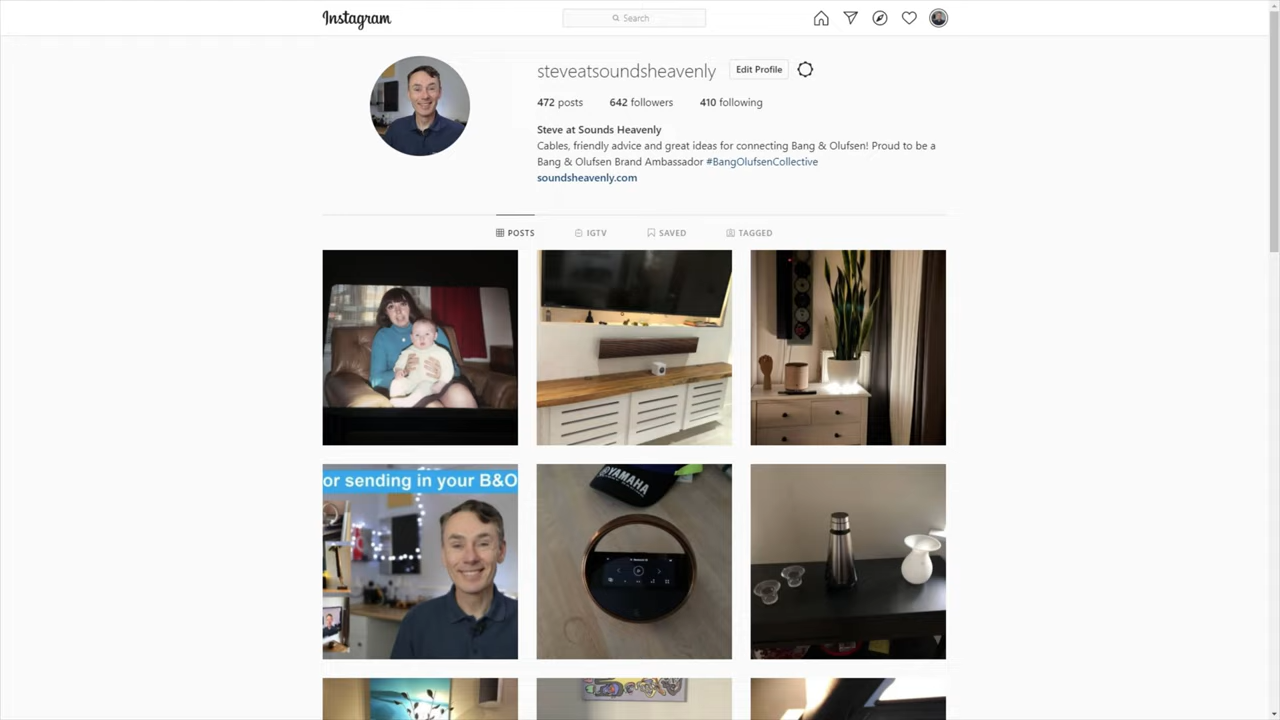 Instagram
Search
steveatsoundsheavenly
Edit Profile
472 posts 642 followers 410 following
Steve at Sounds Heavenly
Cables, friendly advice and great ideas for connecting Bang & Olufsen! Proud to be a
Bang & Olufsen Brand Ambassador #BangOlufsenCollective
soundsheavenly.com
POSTS IGTV SAVED TAGGED
or sending in your B&O
YAMAHA